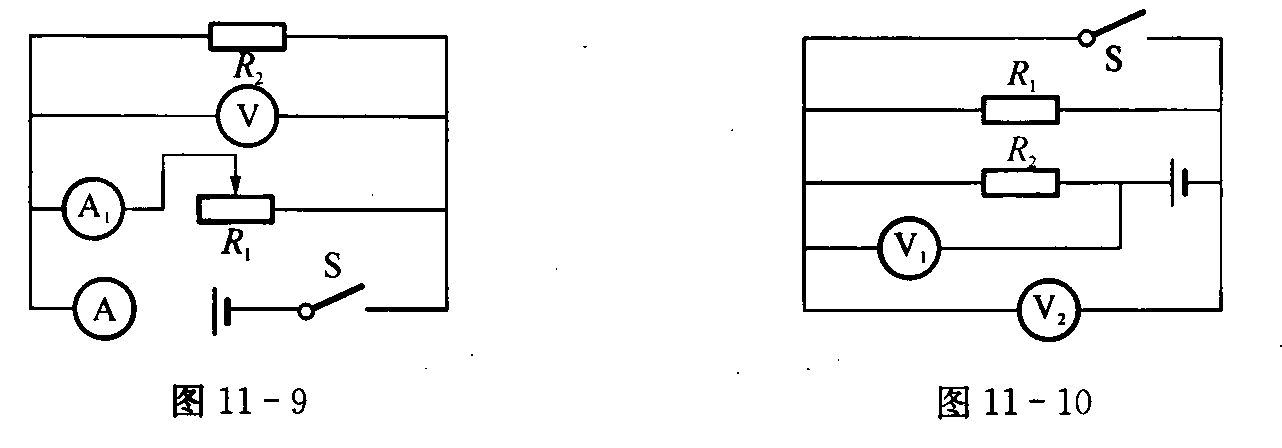 R₂
V
A₁
R₁
S
A
图 11-9
S
R₁
R₂
V₁
V₂
图 11-10